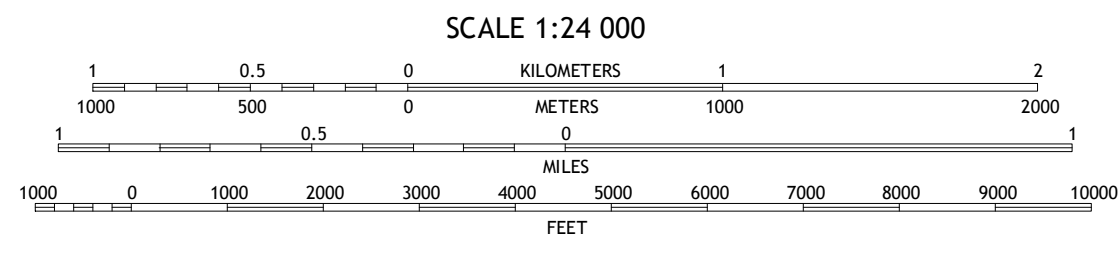 SCALE 1:24 000
1 0.5 0 KILOMETERS 1 2
1000 500 0 METERS 1000 2000
1 0.5 0 1
MILES
1000 0 1000 2000 3000 4000 5000 6000 7000 8000 9000 10000
FEET